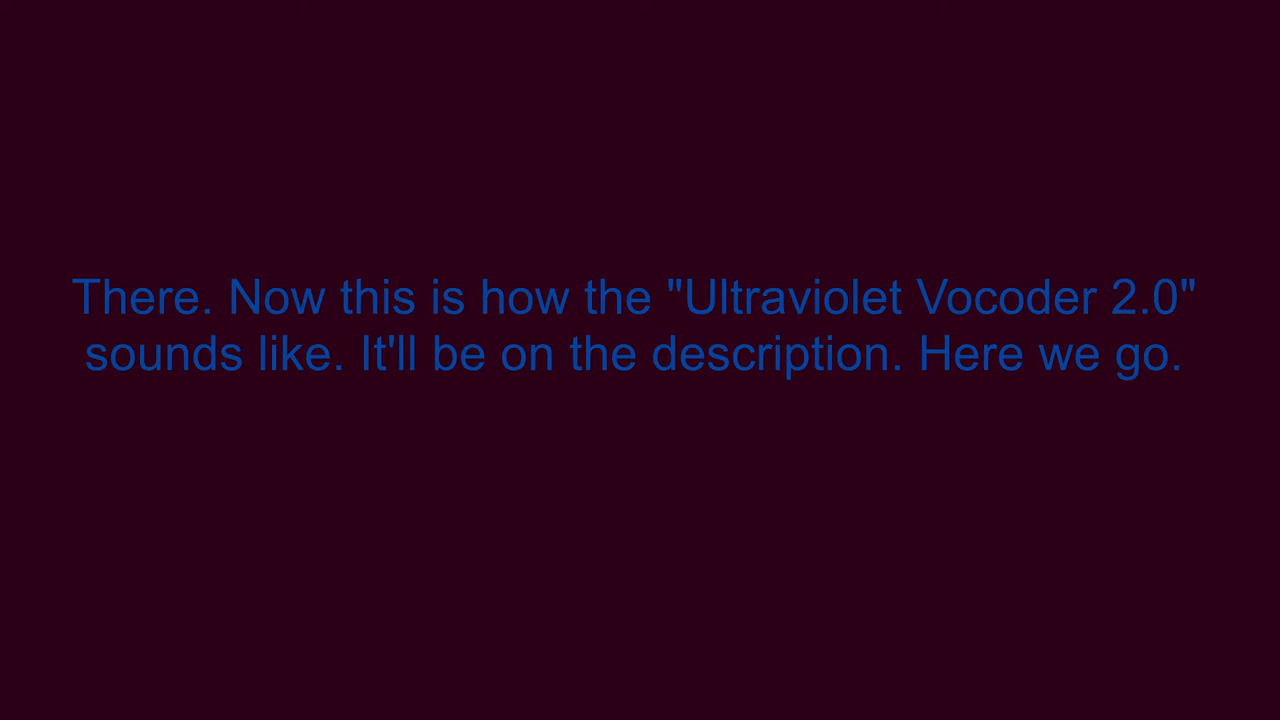 There. Now this is how the "Ultraviolet Vocoder 2.0"
sounds like. It'll be on the description. Here we go.